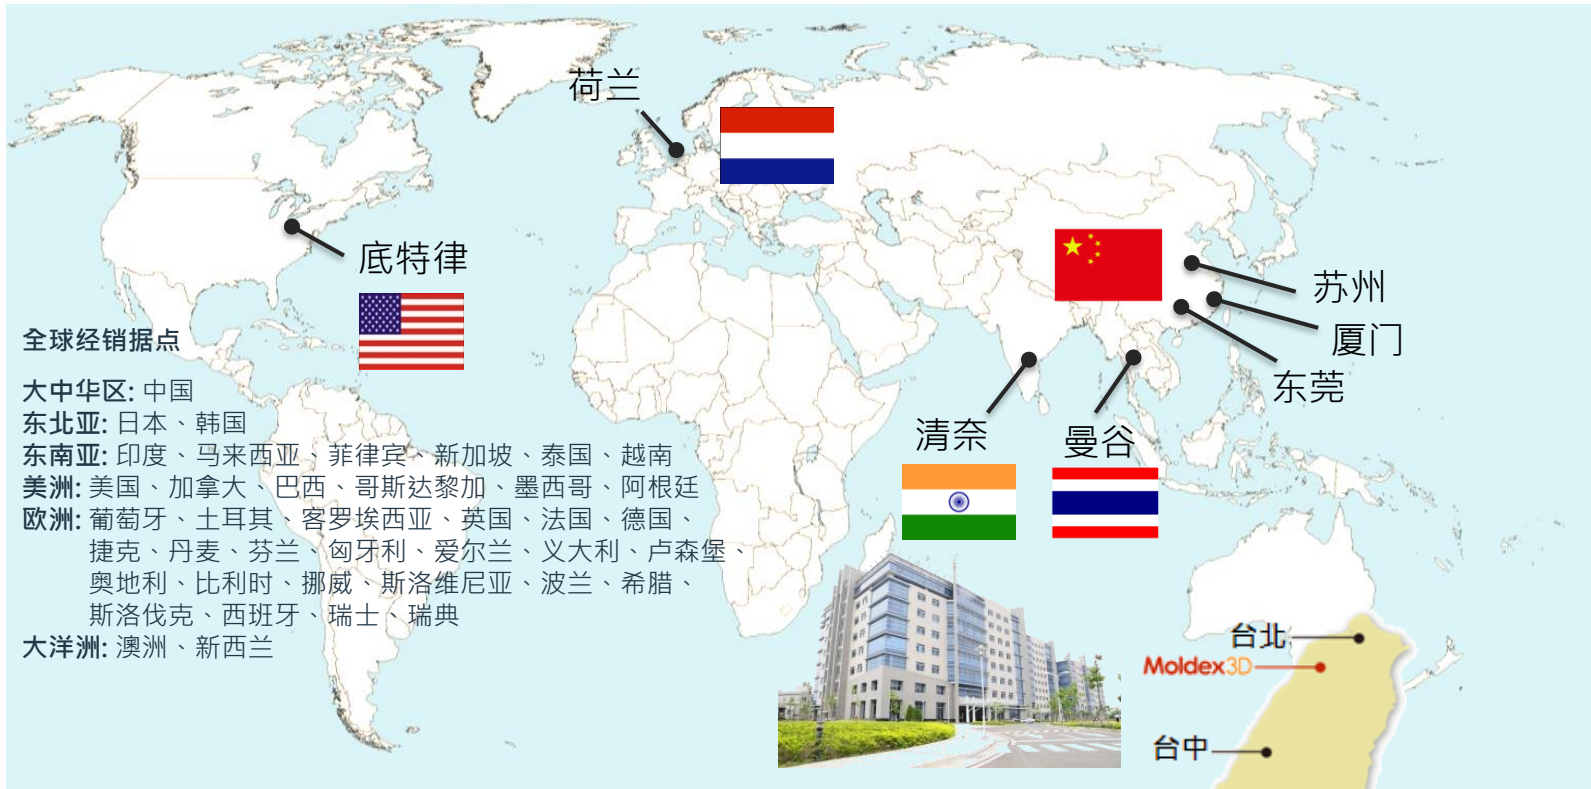 荷兰
底特律
苏州
厦门
东莞
清奈
曼谷
全球经销据点
大中华区: 中国
东北亚: 日本、韩国
东南亚: 印度、马来西亚、菲律宾、新加坡、泰国、越南
美洲: 美国、加拿大、巴西、哥斯达黎加、墨西哥、阿根廷
欧洲: 葡萄牙、土耳其、客罗埃西亚、英国、法国、德国、
捷克、丹麦、芬兰、匈牙利、爱尔兰、义大利、卢森堡、
奥地利、比利时、挪威、斯洛维尼亚、波兰、希腊、
斯洛伐克、西班牙、瑞士、瑞典
大洋洲: 澳洲、新西兰
台北
Moldex3D
台中